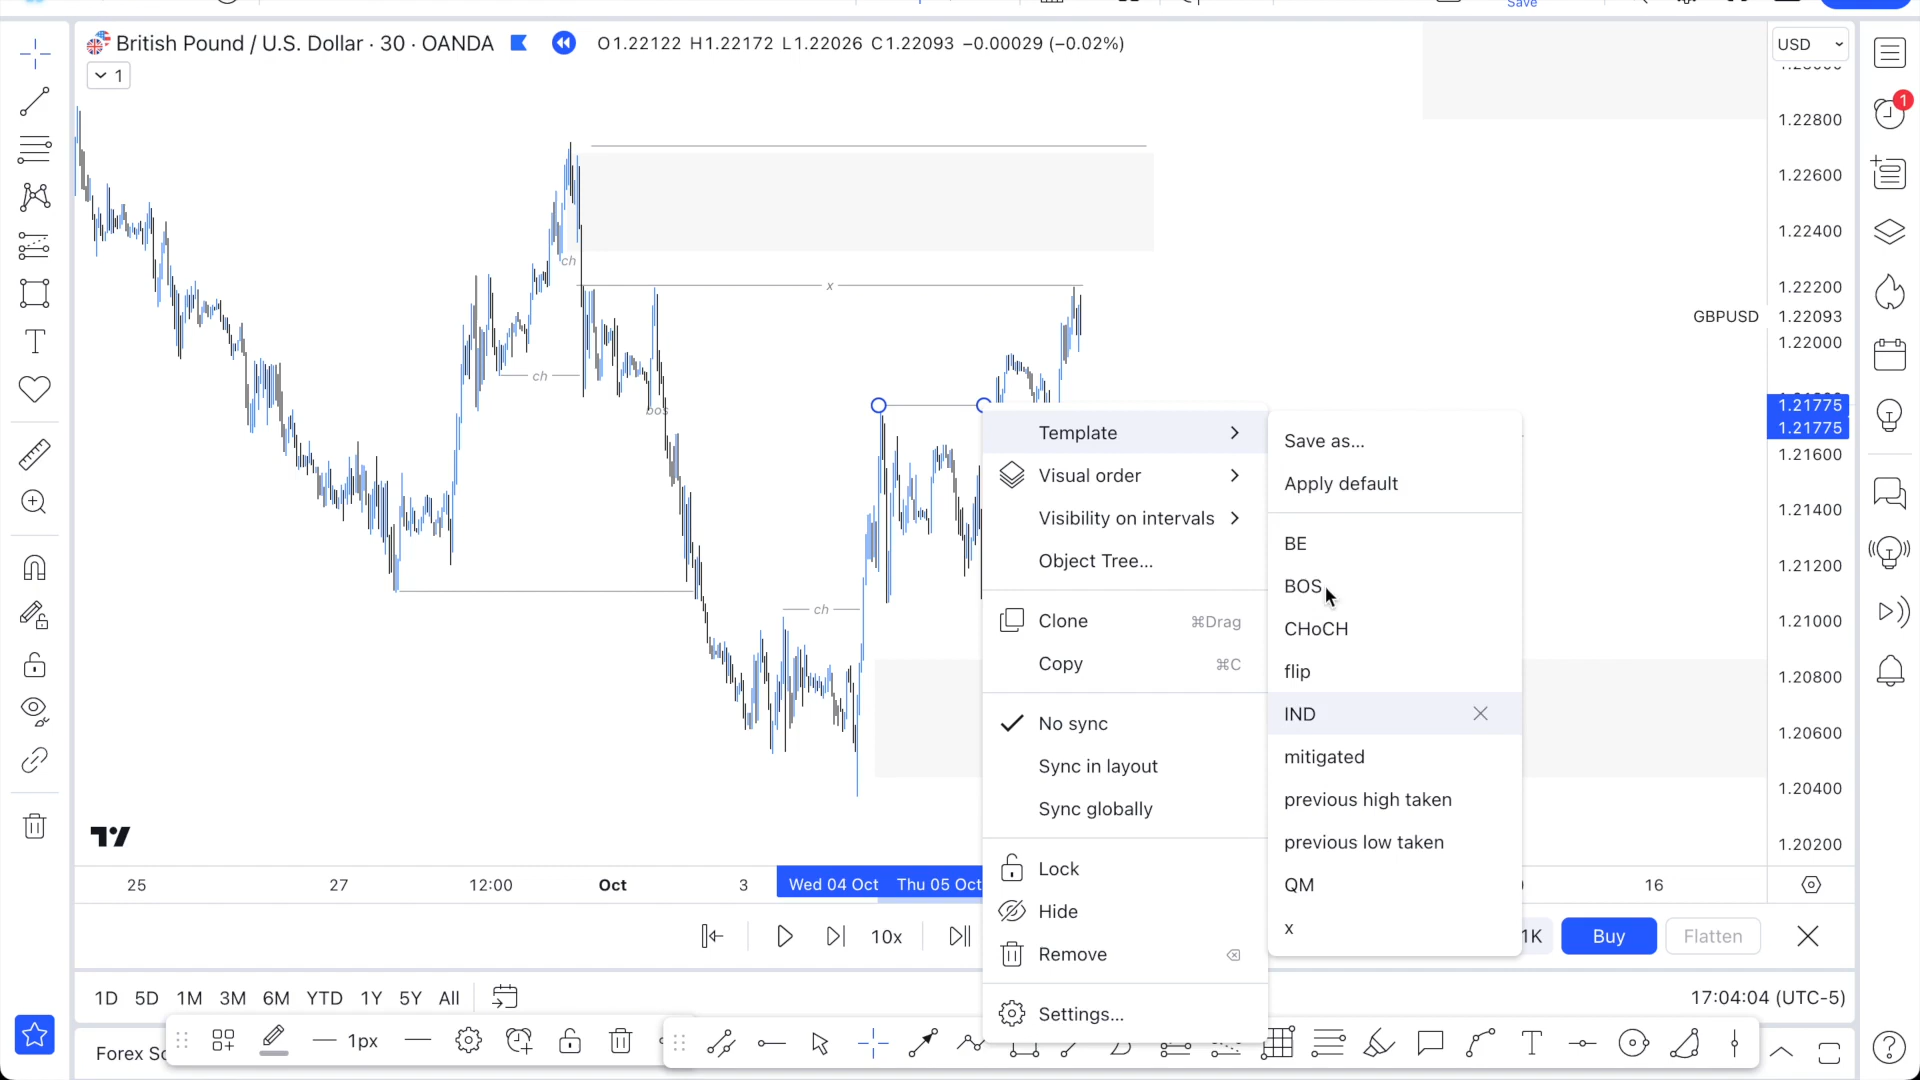 Save
British Pound / U.S. Dollar · 30 · OANDA
O1.22122 H1.22172 L1.22026 C1.22093 −0.00029 (−0.02%)
USD
1
1
1.22800
1.22600
1.22400
ch
1.22200
x
GBPUSD 1.22093
1.22000
ch
bos
1.21775
1.21775
1.21600
1.21400
1.21200
1.21000
ch
1.20800
1.20600
1.20400
1.20200
Template
Visual order
Visibility on intervals
Object Tree...
Clone ⌘Drag
Copy ⌘C
No sync
Sync in layout
Sync globally
Lock
Hide
Remove
Settings...
Save as...
Apply default
BE
BOS
CHoCH
flip
IND
mitigated
previous high taken
previous low taken
QM
x
25 27 12:00 Oct 3 Wed 04 Oct Thu 05 Oct 16
10x 1K Buy Flatten
1D 5D 1M 3M 6M YTD 1Y 5Y All
17:04:04 (UTC-5)
1px
Forex